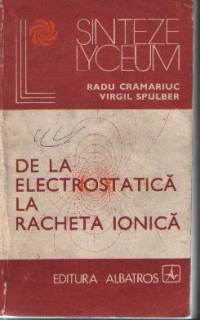 SINTEZE
LYCEUM
RADU CRAMARIUC
VIRGIL SPULBER
DE LA
ELECTROSTATICĂ
LA
RACHETA IONICĂ
EDITURA ALBATROS